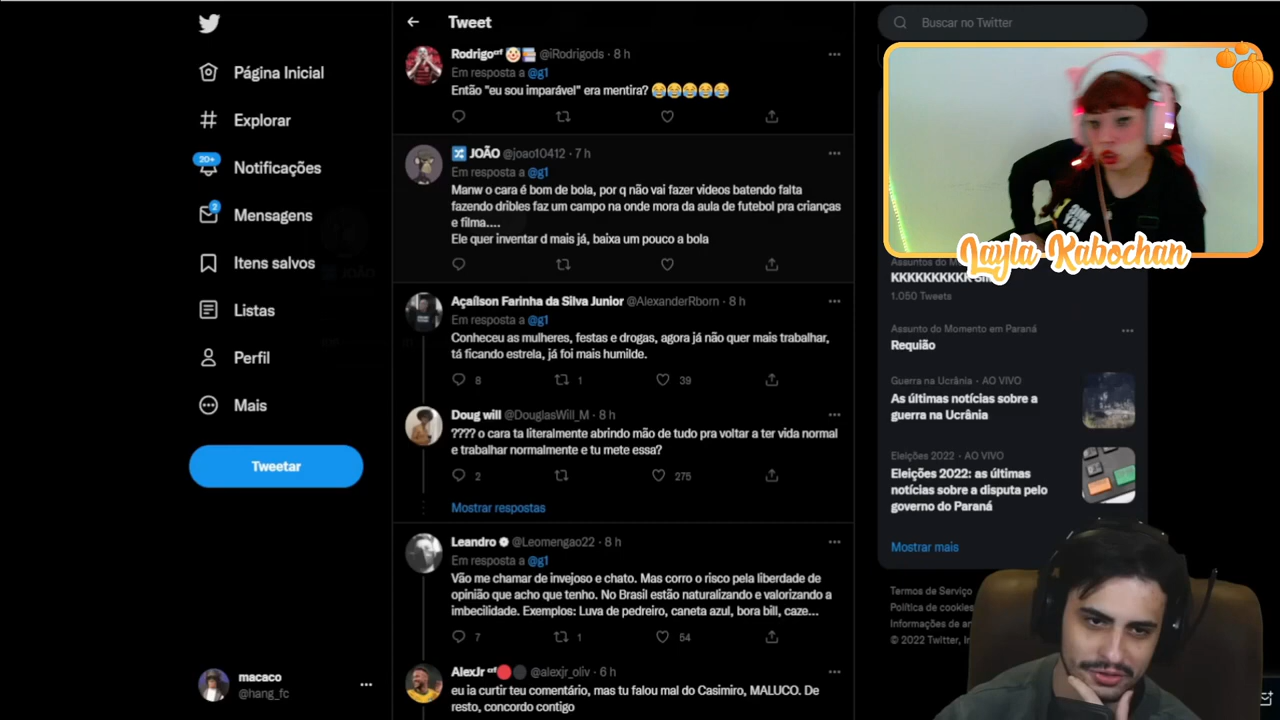 Tweet
Buscar no Twitter
Página Inicial
Explorar
20+
Notificações
2
Mensagens
Itens salvos
Listas
Perfil
Mais
Tweetar
macaco
@hang_fc
Rodrigo ᶜʳᶠ @iRodrigods · 8 h
Em resposta a @g1
Então "eu sou imparável" era mentira? 😂😂😂😂😂
🔀 JOÃO @joao10412 · 7 h
Em resposta a @g1
Manw o cara é bom de bola, por q não vai fazer videos batendo falta
fazendo dribles faz um campo na onde mora da aula de futebol pra crianças
e filma....
Ele quer inventar d mais já, baixa um pouco a bola
Açaílson Farinha da Silva Junior @AlexanderRborn · 8 h
Em resposta a @g1
Conheceu as mulheres, festas e drogas, agora já não quer mais trabalhar,
tá ficando estrela, já foi mais humilde.
8 1 39
Doug will @DouglasWill_M · 8 h
???? o cara ta literalmente abrindo mão de tudo pra voltar a ter vida normal
e trabalhar normalmente e tu mete essa?
2 275
Mostrar respostas
Leandro @Leomengao22 · 8 h
Em resposta a @g1
Vão me chamar de invejoso e chato. Mas corro o risco pela liberdade de
opinião que acho que tenho. No Brasil estão naturalizando e valorizando a
imbecilidade. Exemplos: Luva de pedreiro, caneta azul, bora bill, caze...
7 1 54
AlexJr ᶜʳᶠ🔴⚫ @alexjr_oliv · 6 h
eu ia curtir teu comentário, mas tu falou mal do Casimiro, MALUCO. De
resto, concordo contigo
Layla Kabochan
Assuntos do
KKKKKKKKKK
1.050 Tweets
Assunto do Momento em Paraná
Requião
Guerra na Ucrânia · AO VIVO
As últimas notícias sobre a
guerra na Ucrânia
Eleições 2022 · AO VIVO
Eleições 2022: as últimas
notícias sobre a disputa pelo
governo do Paraná
Mostrar mais
Termos de Serviço
Política de cookies
Informações de
© 2022 Twitter,